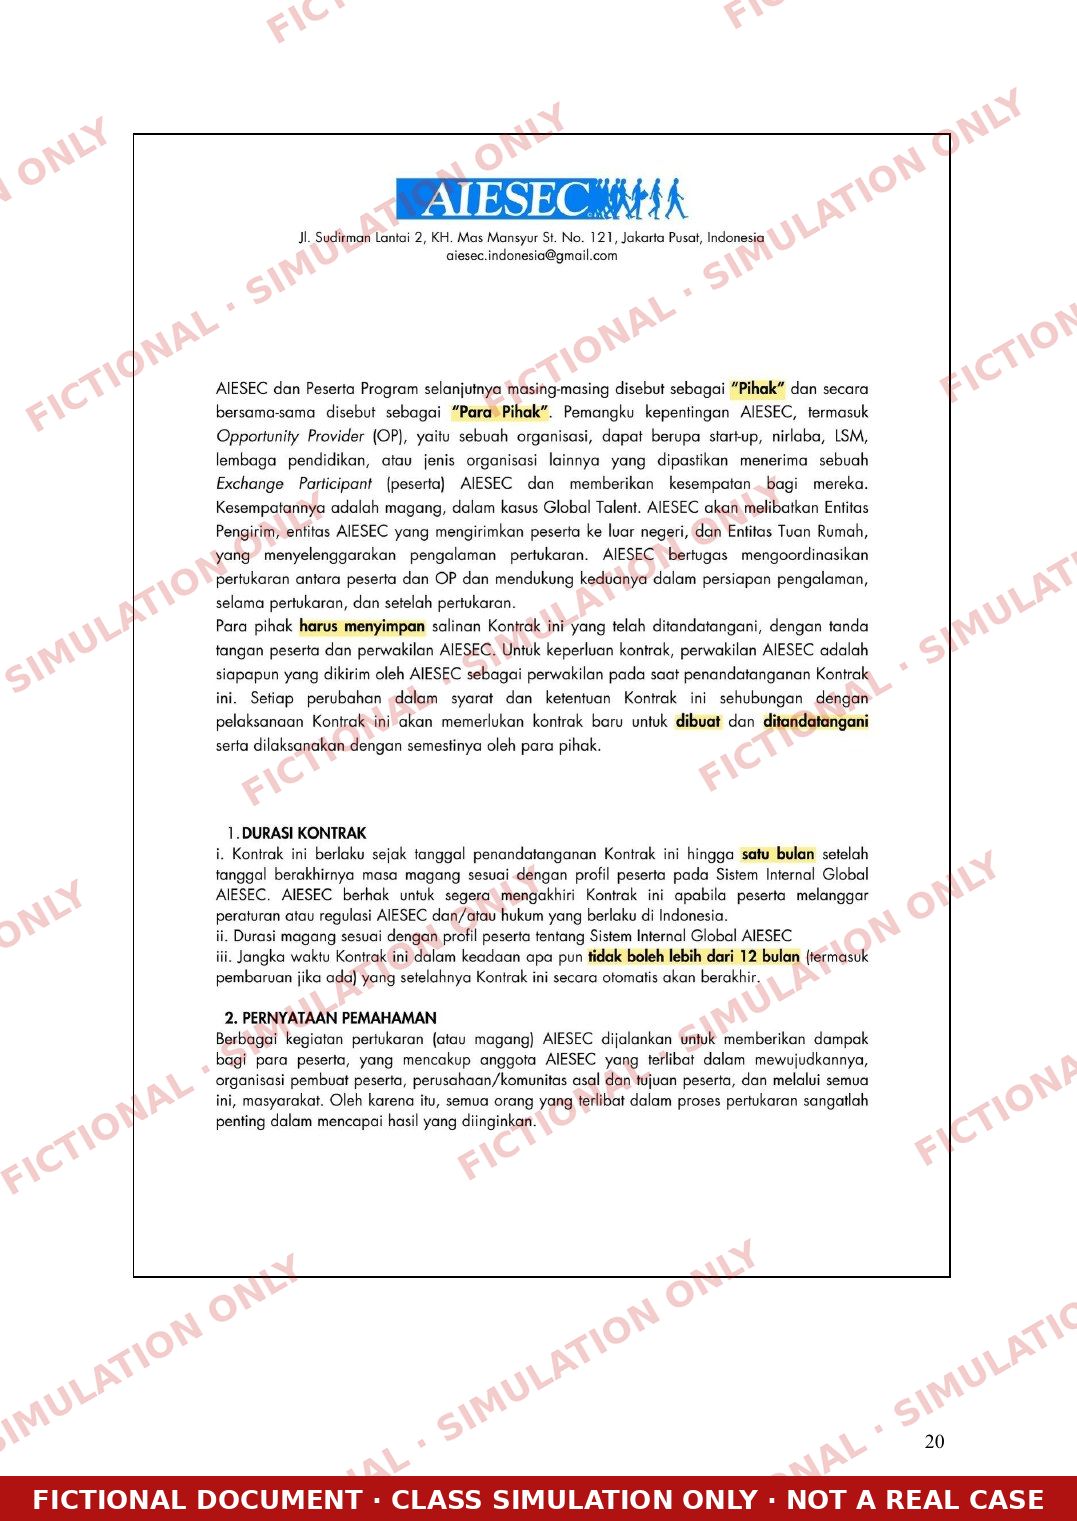 AIESEC
Jl. Sudirman Lantai 2, KH. Mas Mansyur St. No. 121, Jakarta Pusat, Indonesia
aiesec.indonesia@gmail.com
AIESEC dan Peserta Program selanjutnya masing-masing disebut sebagai “Pihak” dan secara
bersama-sama disebut sebagai “Para Pihak”. Pemangku kepentingan AIESEC, termasuk
Opportunity Provider (OP), yaitu sebuah organisasi, dapat berupa start-up, nirlaba, LSM,
lembaga pendidikan, atau jenis organisasi lainnya yang dipastikan menerima sebuah
Exchange Participant (peserta) AIESEC dan memberikan kesempatan bagi mereka.
Kesempatannya adalah magang, dalam kasus Global Talent. AIESEC akan melibatkan Entitas
Pengirim, entitas AIESEC yang mengirimkan peserta ke luar negeri, dan Entitas Tuan Rumah,
yang menyelenggarakan pengalaman pertukaran. AIESEC bertugas mengoordinasikan
pertukaran antara peserta dan OP dan mendukung keduanya dalam persiapan pengalaman,
selama pertukaran, dan setelah pertukaran.
Para pihak harus menyimpan salinan Kontrak ini yang telah ditandatangani, dengan tanda
tangan peserta dan perwakilan AIESEC. Untuk keperluan kontrak, perwakilan AIESEC adalah
siapapun yang dikirim oleh AIESEC sebagai perwakilan pada saat penandatanganan Kontrak
ini. Setiap perubahan dalam syarat dan ketentuan Kontrak ini sehubungan dengan
pelaksanaan Kontrak ini akan memerlukan kontrak baru untuk dibuat dan ditandatangani
serta dilaksanakan dengan semestinya oleh para pihak.
1. DURASI KONTRAK
i. Kontrak ini berlaku sejak tanggal penandatanganan Kontrak ini hingga satu bulan setelah
tanggal berakhirnya masa magang sesuai dengan profil peserta pada Sistem Internal Global
AIESEC. AIESEC berhak untuk segera mengakhiri Kontrak ini apabila peserta melanggar
peraturan atau regulasi AIESEC dan/atau hukum yang berlaku di Indonesia.
ii. Durasi magang sesuai dengan profil peserta tentang Sistem Internal Global AIESEC
iii. Jangka waktu Kontrak ini dalam keadaan apa pun tidak boleh lebih dari 12 bulan (termasuk
pembaruan jika ada) yang setelahnya Kontrak ini secara otomatis akan berakhir.
2. PERNYATAAN PEMAHAMAN
Berbagai kegiatan pertukaran (atau magang) AIESEC dijalankan untuk memberikan dampak
bagi para peserta, yang mencakup anggota AIESEC yang terlibat dalam mewujudkannya,
organisasi pembuat peserta, perusahaan/komunitas asal dan tujuan peserta, dan melalui semua
ini, masyarakat. Oleh karena itu, semua orang yang terlibat dalam proses pertukaran sangatlah
penting dalam mencapai hasil yang diinginkan.
20
FICTIONAL · SIMULATION ONLY
FICTIONAL DOCUMENT · CLASS SIMULATION ONLY · NOT A REAL CASE